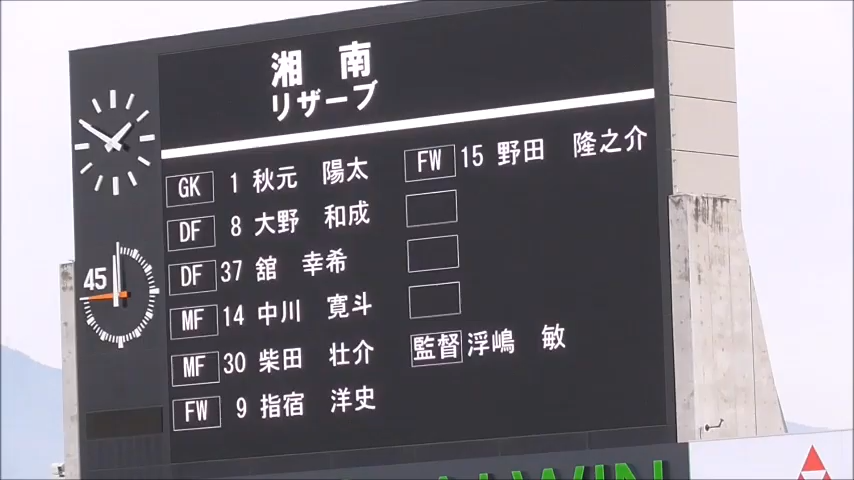 湘南
リザーブ
GK 1 秋元 陽太
DF 8 大野 和成
DF 37 舘 幸希
MF 14 中川 寛斗
MF 30 柴田 壮介
FW 9 指宿 洋史
FW 15 野田 隆之介
監督 浮嶋 敏
45
ALWIN